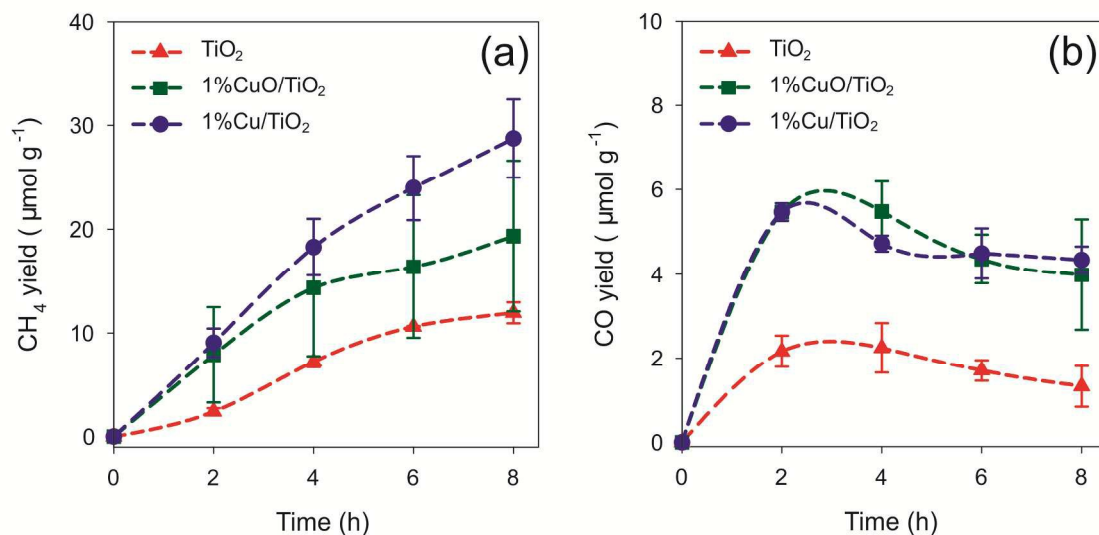 (a)
TiO₂
1%CuO/TiO₂
1%Cu/TiO₂
CH₄ yield ( µmol g⁻¹)
40
30
20
10
0
0 2 4 6 8
Time (h)
(b)
TiO₂
1%CuO/TiO₂
1%Cu/TiO₂
CO yield ( µmol g⁻¹)
10
8
6
4
2
0
0 2 4 6 8
Time (h)